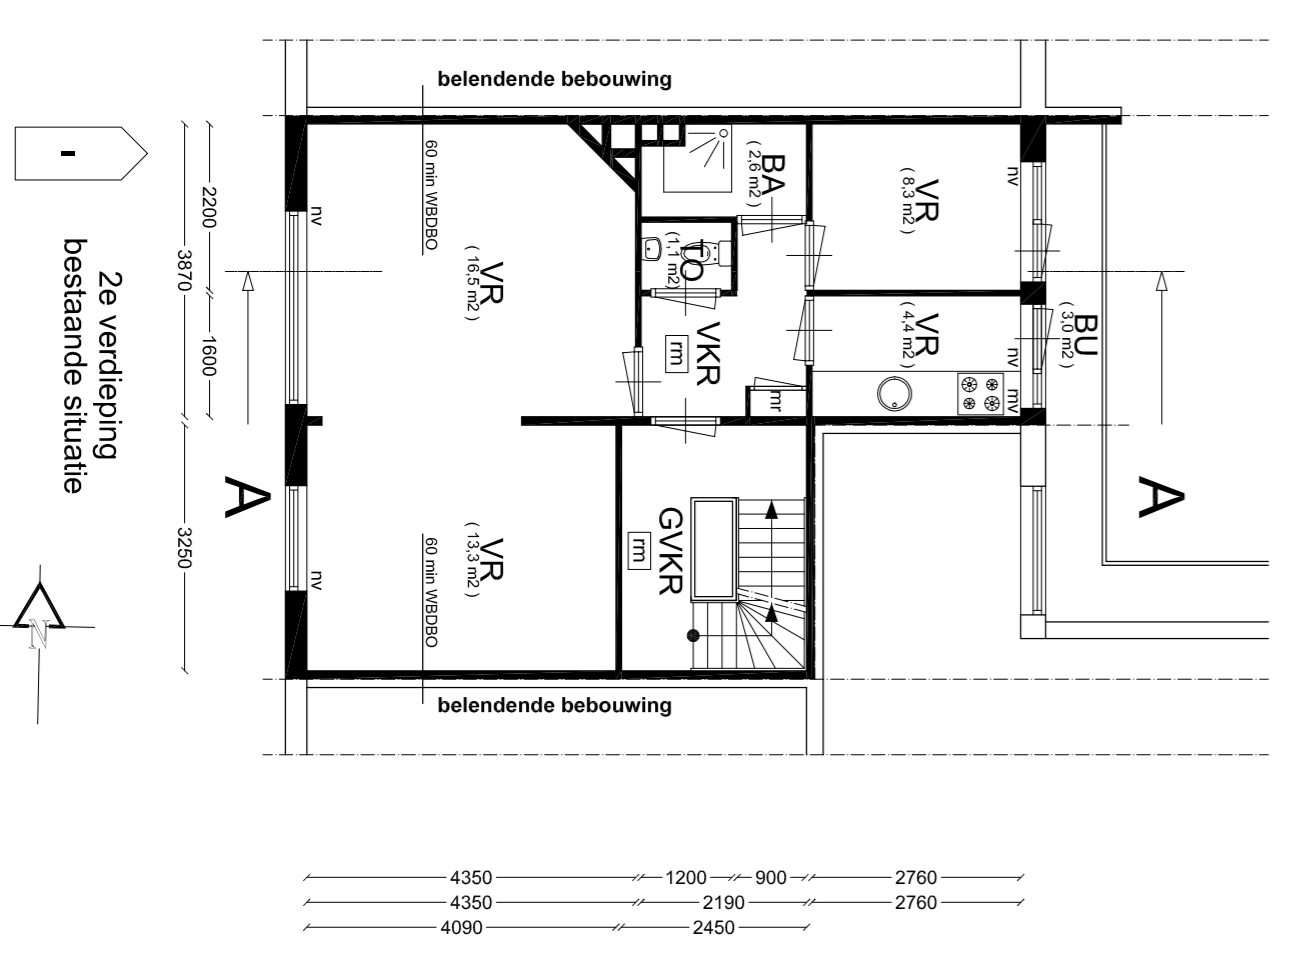 belendende bebouwing
60 min WBDBO
nv
VR
( 16,5 m2 )
BA
( 2,6 m2 )
TO
(1,1 m2)
VR
( 8,3 m2 )
nv
VKR
rm
mr
VR
( 4,4 m2)
nv
mv
BU
( 3,0 m2 )
2200
3870
1600
3250
2e verdieping
bestaande situatie
A
A
VR
( 13,3 m2 )
60 min WBDBO
nv
GVKR
rm
N
belendende bebouwing
4350
1200
900
2760
4350
2190
2760
4090
2450